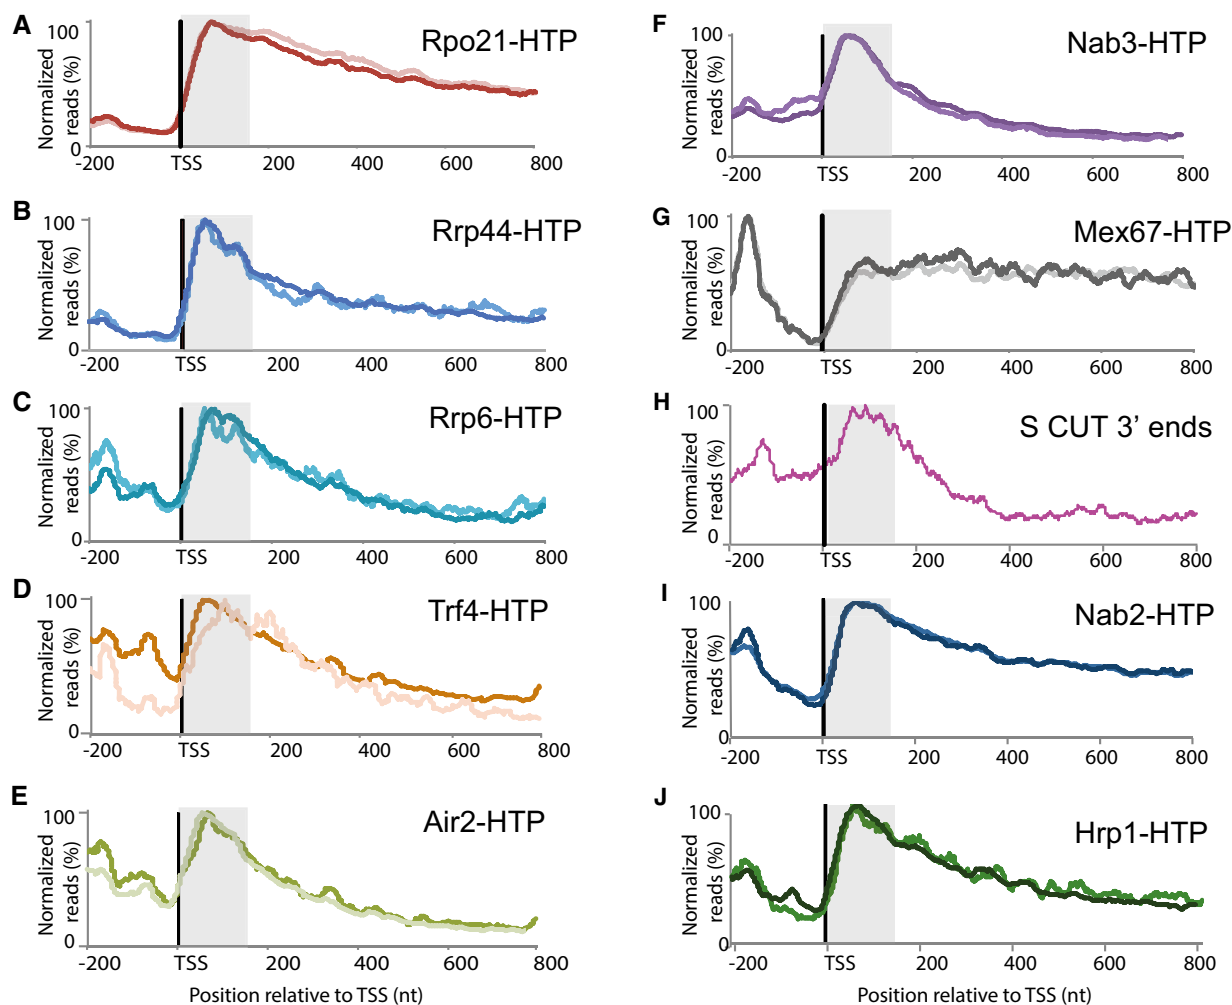 A
Rpo21-HTP
Normalized
reads (%)
100
0
-200 TSS 200 400 600 800
B
Rrp44-HTP
Normalized
reads (%)
100
0
-200 TSS 200 400 600 800
C
Rrp6-HTP
Normalized
reads (%)
100
0
-200 TSS 200 400 600 800
D
Trf4-HTP
Normalized
reads (%)
100
0
-200 TSS 200 400 600 800
E
Air2-HTP
Normalized
reads (%)
100
0
-200 TSS 200 400 600 800
Position relative to TSS (nt)
F
Nab3-HTP
Normalized
reads (%)
100
0
-200 TSS 200 400 600 800
G
Mex67-HTP
Normalized
reads (%)
100
0
-200 TSS 200 400 600 800
H
S CUT 3’ ends
Normalized
reads (%)
100
0
-200 TSS 200 400 600 800
I
Nab2-HTP
Normalized
reads (%)
100
0
-200 TSS 200 400 600 800
J
Hrp1-HTP
Normalized
reads (%)
100
0
-200 TSS 200 400 600 800
Position relative to TSS (nt)